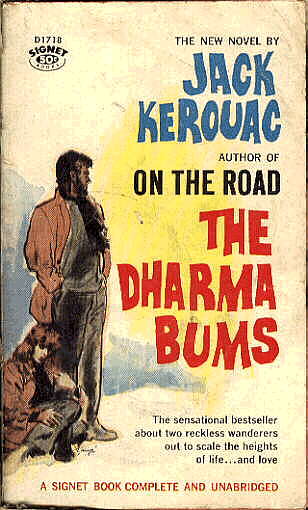 D1718
SIGNET
50¢
BOOKS
THE NEW NOVEL BY
JACK
KEROUAC
AUTHOR OF
ON THE ROAD
THE
DHARMA
BUMS
The sensational bestseller
about two reckless wanderers
out to scale the heights
of life...and love
A SIGNET BOOK COMPLETE AND UNABRIDGED